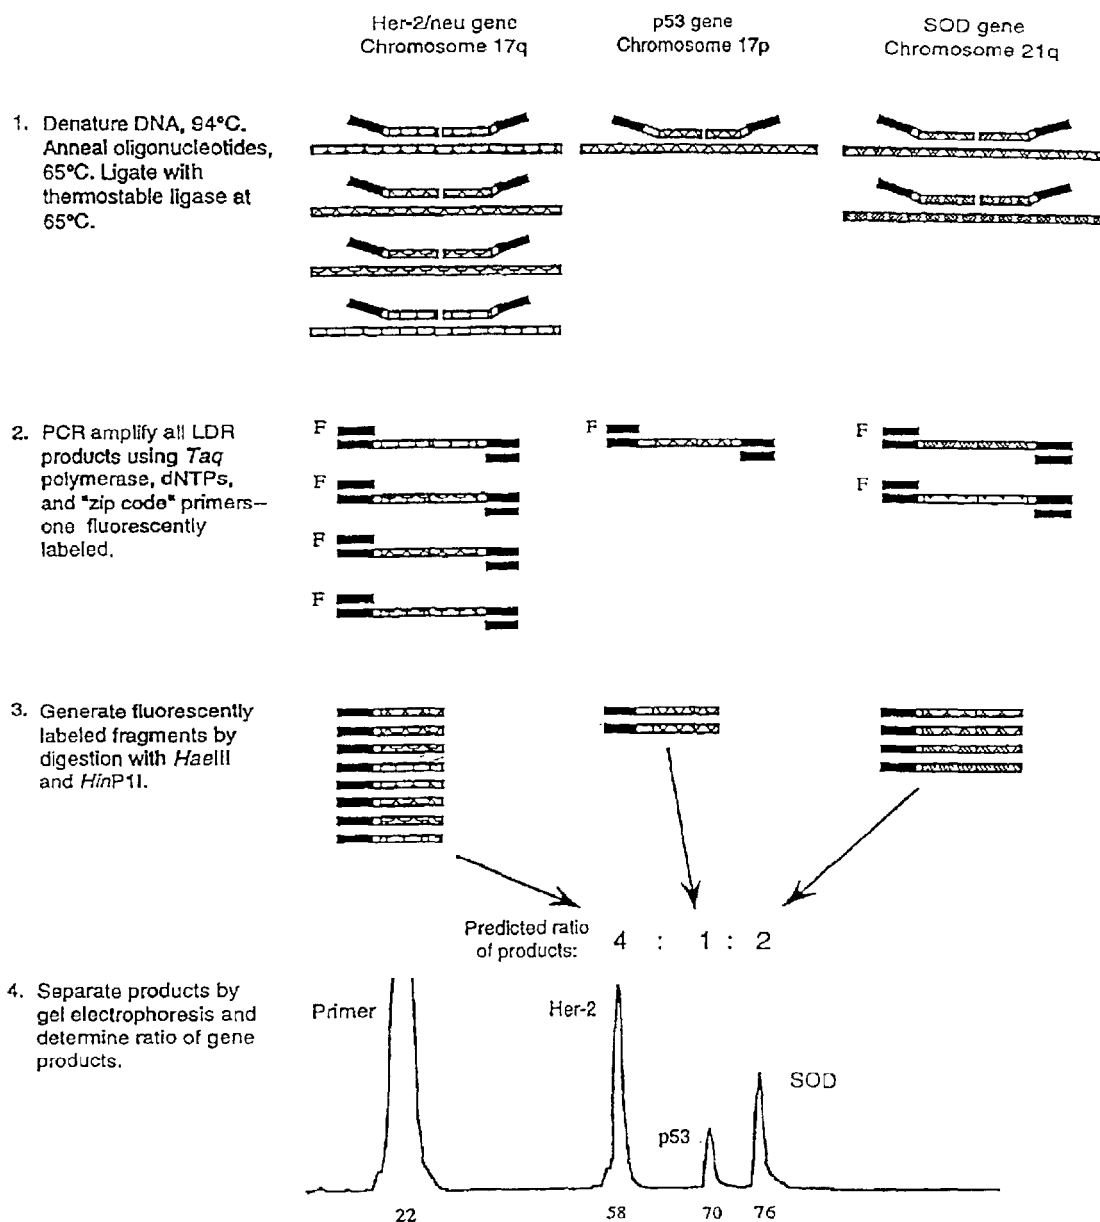 Her-2/neu gene
Chromosome 17q
p53 gene
Chromosome 17p
SOD gene
Chromosome 21q
1. Denature DNA, 94°C.
Anneal oligonucleotides,
65°C. Ligate with
thermostable ligase at
65°C.
2. PCR amplify all LDR
products using Taq
polymerase, dNTPs,
and "zip code" primers–
one fluorescently
labeled.
F
F
F
F
F
F
F
3. Generate fluorescently
labeled fragments by
digestion with HaeIII
and HinP1I.
Predicted ratio
of products:
4 : 1 : 2
4. Separate products by
gel electrophoresis and
determine ratio of gene
products.
Primer
Her-2
p53
SOD
22 58 70 76